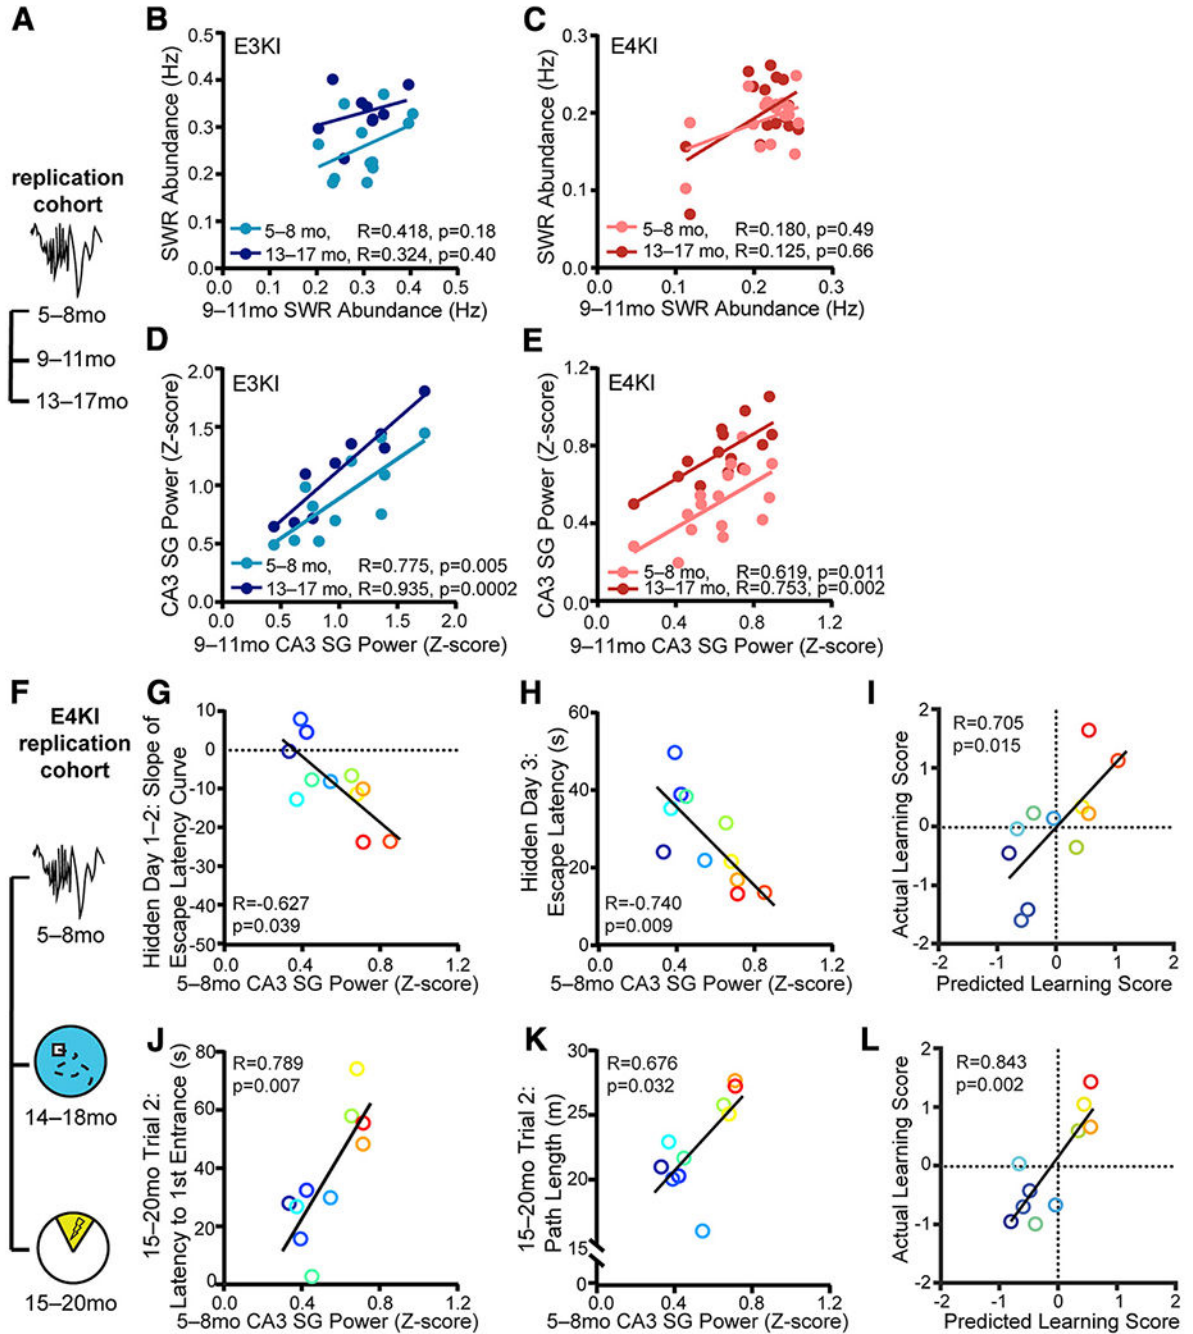 A
replication
cohort
5–8mo
9–11mo
13–17mo
B
SWR Abundance (Hz)
0.5
0.4
0.3
0.2
0.1
0.0
E3KI
5–8 mo, R=0.418, p=0.18
13–17 mo, R=0.324, p=0.40
0.0 0.1 0.2 0.3 0.4 0.5
9–11mo SWR Abundance (Hz)
C
SWR Abundance (Hz)
0.3
0.2
0.1
0.0
E4KI
5–8 mo, R=0.180, p=0.49
13–17 mo, R=0.125, p=0.66
0.0 0.1 0.2 0.3
9–11mo SWR Abundance (Hz)
D
CA3 SG Power (Z-score)
2.0
1.5
1.0
0.5
0.0
E3KI
5–8 mo, R=0.775, p=0.005
13–17 mo, R=0.935, p=0.0002
0.0 0.5 1.0 1.5 2.0
9–11mo CA3 SG Power (Z-score)
E
CA3 SG Power (Z-score)
1.2
0.8
0.4
0.0
E4KI
5–8 mo, R=0.619, p=0.011
13–17 mo, R=0.753, p=0.002
0.0 0.4 0.8 1.2
9–11mo CA3 SG Power (Z-score)
F
E4KI
replication
cohort
5–8mo
14–18mo
15–20mo
G
Hidden Day 1–2: Slope of
Escape Latency Curve
10
0
-10
-20
-30
-40
-50
R=-0.627
p=0.039
0.0 0.4 0.8 1.2
5–8mo CA3 SG Power (Z-score)
H
Hidden Day 3:
Escape Latency (s)
60
40
20
0
R=-0.740
p=0.009
0.0 0.4 0.8 1.2
5–8mo CA3 SG Power (Z-score)
I
Actual Learning Score
2
1
0
-1
-2
R=0.705
p=0.015
-2 -1 0 1 2
Predicted Learning Score
J
15–20mo Trial 2:
Latency to 1st Entrance (s)
80
60
40
20
0
R=0.789
p=0.007
0.0 0.4 0.8 1.2
5–8mo CA3 SG Power (Z-score)
K
15–20mo Trial 2:
Path Length (m)
30
25
20
15
0
R=0.676
p=0.032
0.0 0.4 0.8 1.2
5–8mo CA3 SG Power (Z-score)
L
Actual Learning Score
2
1
0
-1
-2
R=0.843
p=0.002
-2 -1 0 1 2
Predicted Learning Score